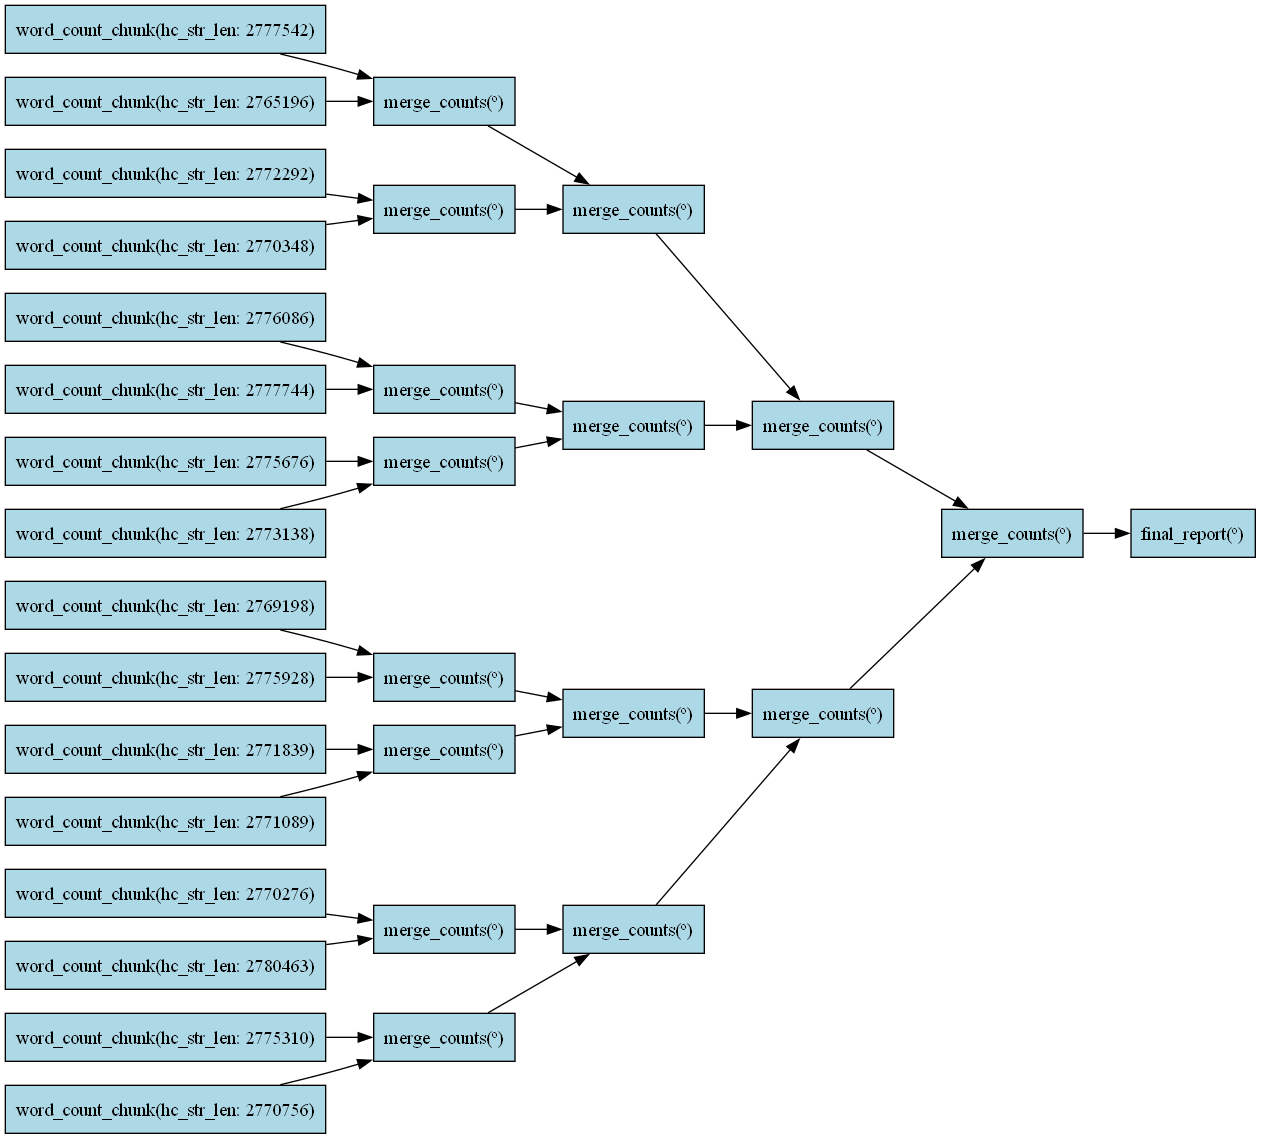 word_count_chunk(hc_str_len: 2777542)
word_count_chunk(hc_str_len: 2765196)
merge_counts(°)
word_count_chunk(hc_str_len: 2772292)
merge_counts(°)
merge_counts(°)
word_count_chunk(hc_str_len: 2770348)
word_count_chunk(hc_str_len: 2776086)
word_count_chunk(hc_str_len: 2777744)
merge_counts(°)
merge_counts(°)
merge_counts(°)
word_count_chunk(hc_str_len: 2775676)
merge_counts(°)
word_count_chunk(hc_str_len: 2773138)
merge_counts(°)
final_report(°)
word_count_chunk(hc_str_len: 2769198)
word_count_chunk(hc_str_len: 2775928)
merge_counts(°)
merge_counts(°)
merge_counts(°)
word_count_chunk(hc_str_len: 2771839)
merge_counts(°)
word_count_chunk(hc_str_len: 2771089)
word_count_chunk(hc_str_len: 2770276)
merge_counts(°)
merge_counts(°)
word_count_chunk(hc_str_len: 2780463)
word_count_chunk(hc_str_len: 2775310)
merge_counts(°)
word_count_chunk(hc_str_len: 2770756)